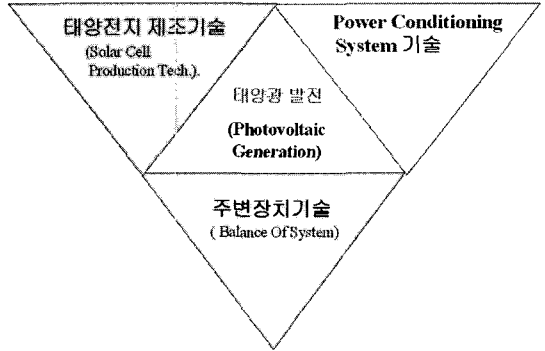 태양전지 제조기술
(Solar Cell
Production Tech.).
Power Conditioning
System 기술
태양광 발전
(Photovoltaic
Generation)
주변장치기술
( Balance Of System)